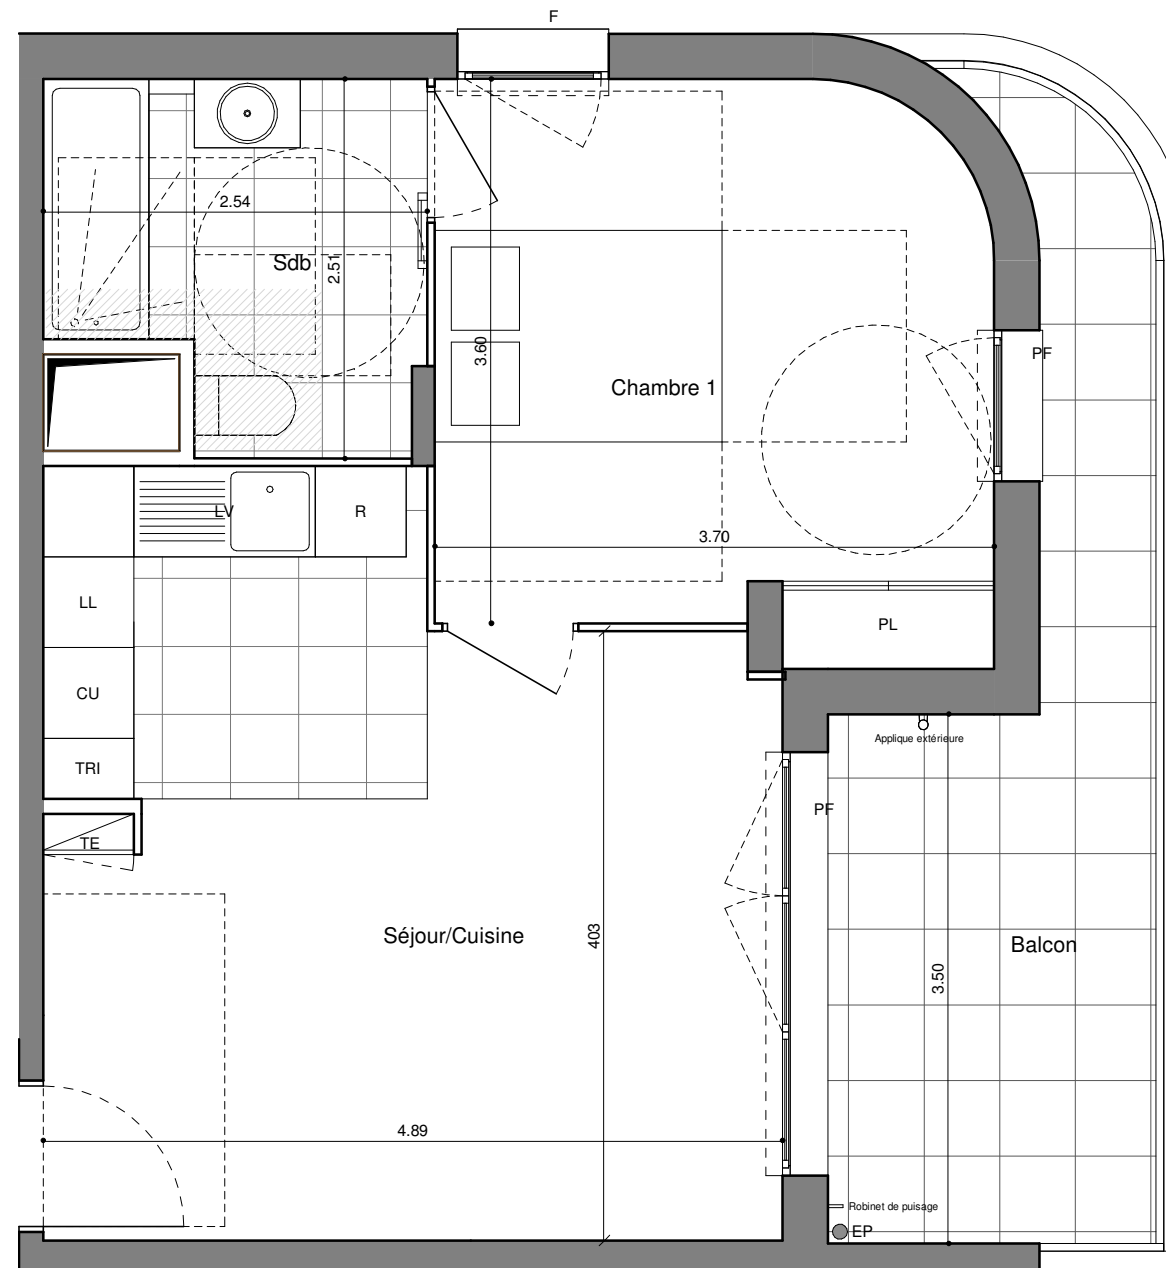 F
2.54
Sdb
2.51
3.60
PF
Chambre 1
LV
R
3.70
LL
PL
CU
Applique extérieure
TRI
PF
TE
Séjour/Cuisine
403
Balcon
3.50
4.89
Robinet de puisage
EP